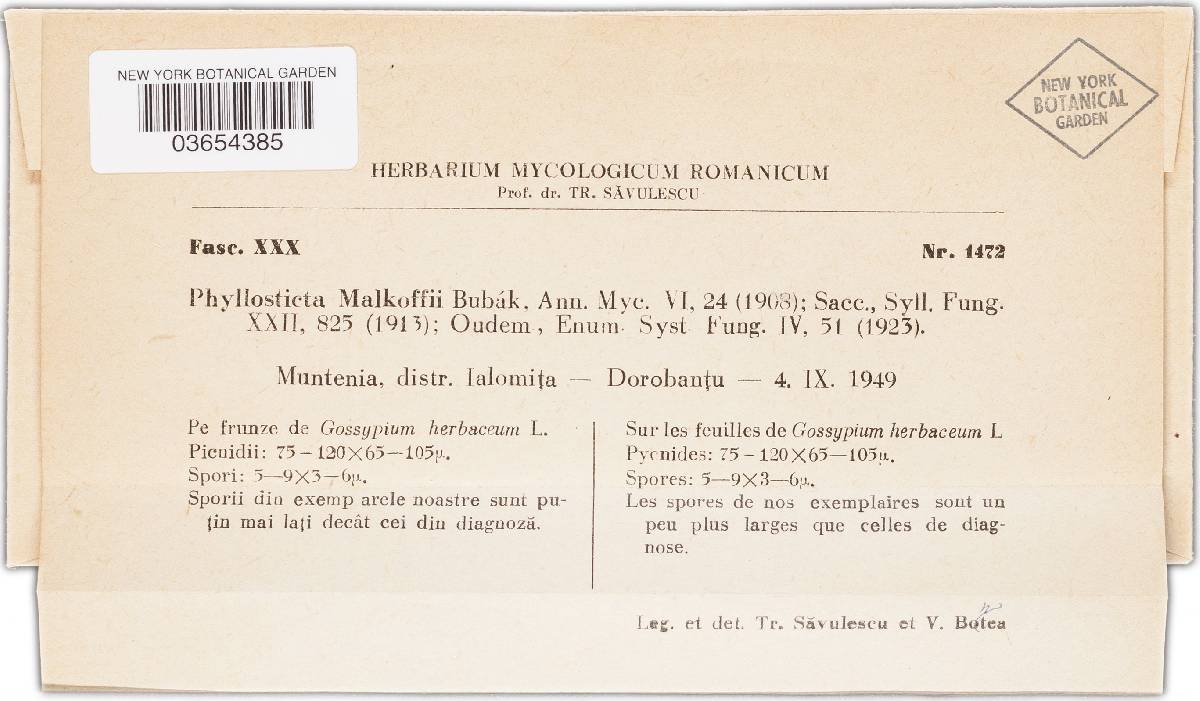 NEW YORK BOTANICAL GARDEN
03654385
NEW YORK
BOTANICAL
GARDEN
HERBARIUM MYCOLOGICUM ROMANICUM
Prof. dr. TR. SĂVULESCU
Fasc. XXX
Nr. 1472
Phyllosticta Malkoffii Bubák, Ann. Myc. VI, 24 (1908); Sacc., Syll. Fung.
XXII, 825 (1913); Oudem., Enum. Syst Fung. IV, 51 (1923).
Muntenia, distr. Ialomița — Dorobanțu — 4. IX. 1949
Pe frunze de Gossypium herbaceum L.
Picnidii: 75–120×65—105µ.
Spori: 5—9×3—6µ.
Sporii din exemp arele noastre sunt pu-
țin mai lați decât cei din diagnoză.
Sur les feuilles de Gossypium herbaceum L
Pycnides: 75–120×65—105µ.
Spores: 5—9×3—6µ.
Les spores de nos exemplaires sont un
peu plus larges que celles de diag-
nose.
Leg. et det. Tr. Săvulescu et V. Botea